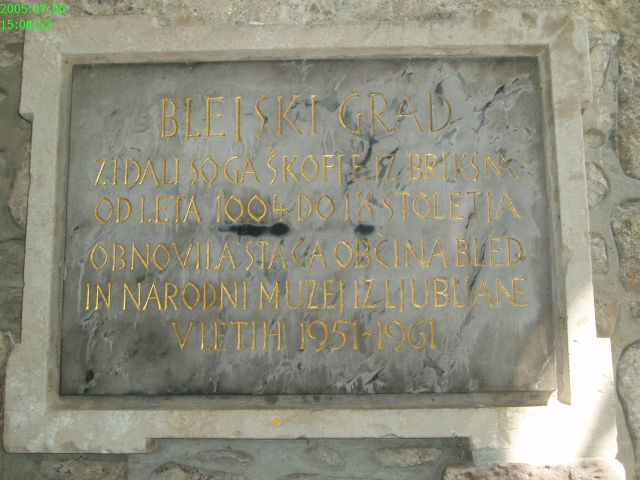 2005:07:06
15:08:52
BLEJSKI GRAD
ZIDALI SO GA ŠKOFJE IZ BRIKSNA
OD LETA 1004 DO 18 STOLETJA
OBNOVILA STA GA OBČINA BLED
IN NARODNI MUZEJ IZ LJUBLJANE
V LETIH 1951-1961